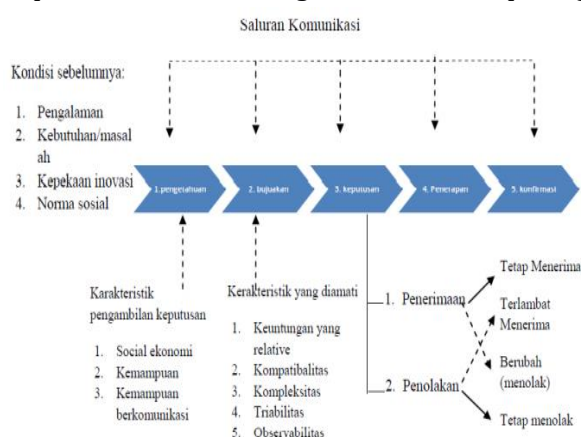 Saluran Komunikasi
Kondisi sebelumnya:
1. Pengalaman
2. Kebutuhan/masal
ah
3. Kepekaan inovasi
4. Norma sosial
1.pengetahuan
2. bujuakan
3. keputusan
4. Penerapan
5. konfirmasi
Karakteristik
pengambilan keputusan
1. Social ekonomi
2. Kemampuan
3. Kemampuan
berkomunikasi
Kerakteristik yang diamati
1. Keuntungan yang
relative
2. Kompatibalitas
3. Kompleksitas
4. Triabilitas
5. Observabilitas
1. Penerimaan
2. Penolakan
Tetap Menerima
Terlambat
Menerima
Berubah
(menolak)
Tetap menolak